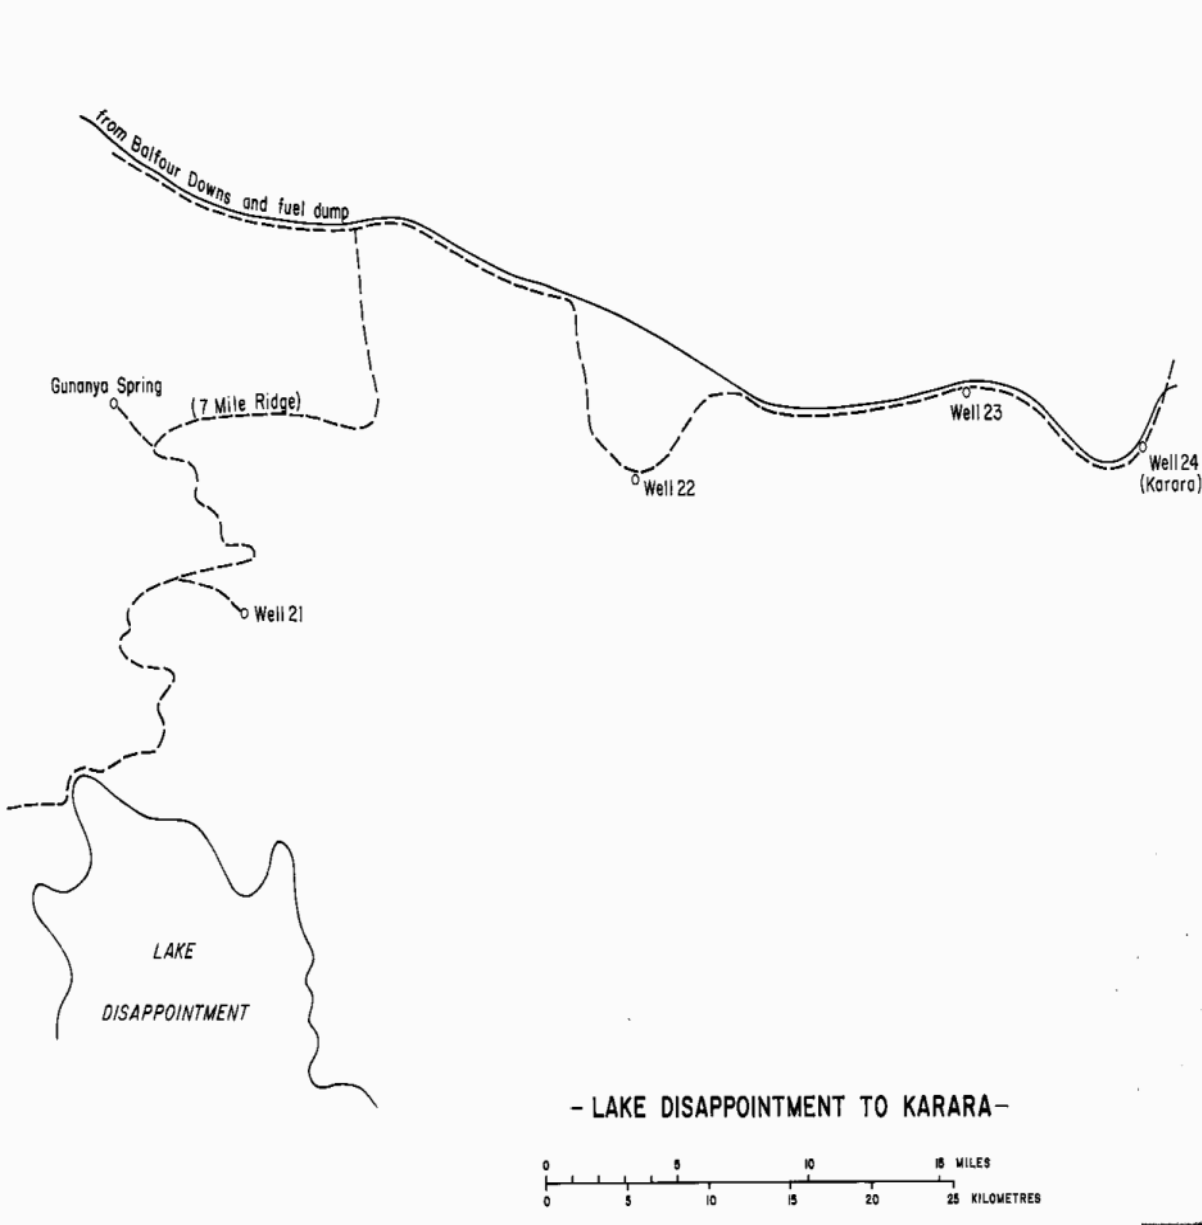 from Balfour Downs and fuel dump
Gunanya Spring
(7 Mile Ridge)
Well 23
Well 24
(Karara)
Well 22
Well 21
LAKE
DISAPPOINTMENT
- LAKE DISAPPOINTMENT TO KARARA-
0 5 10 15 MILES
0 5 10 15 20 25 KILOMETRES